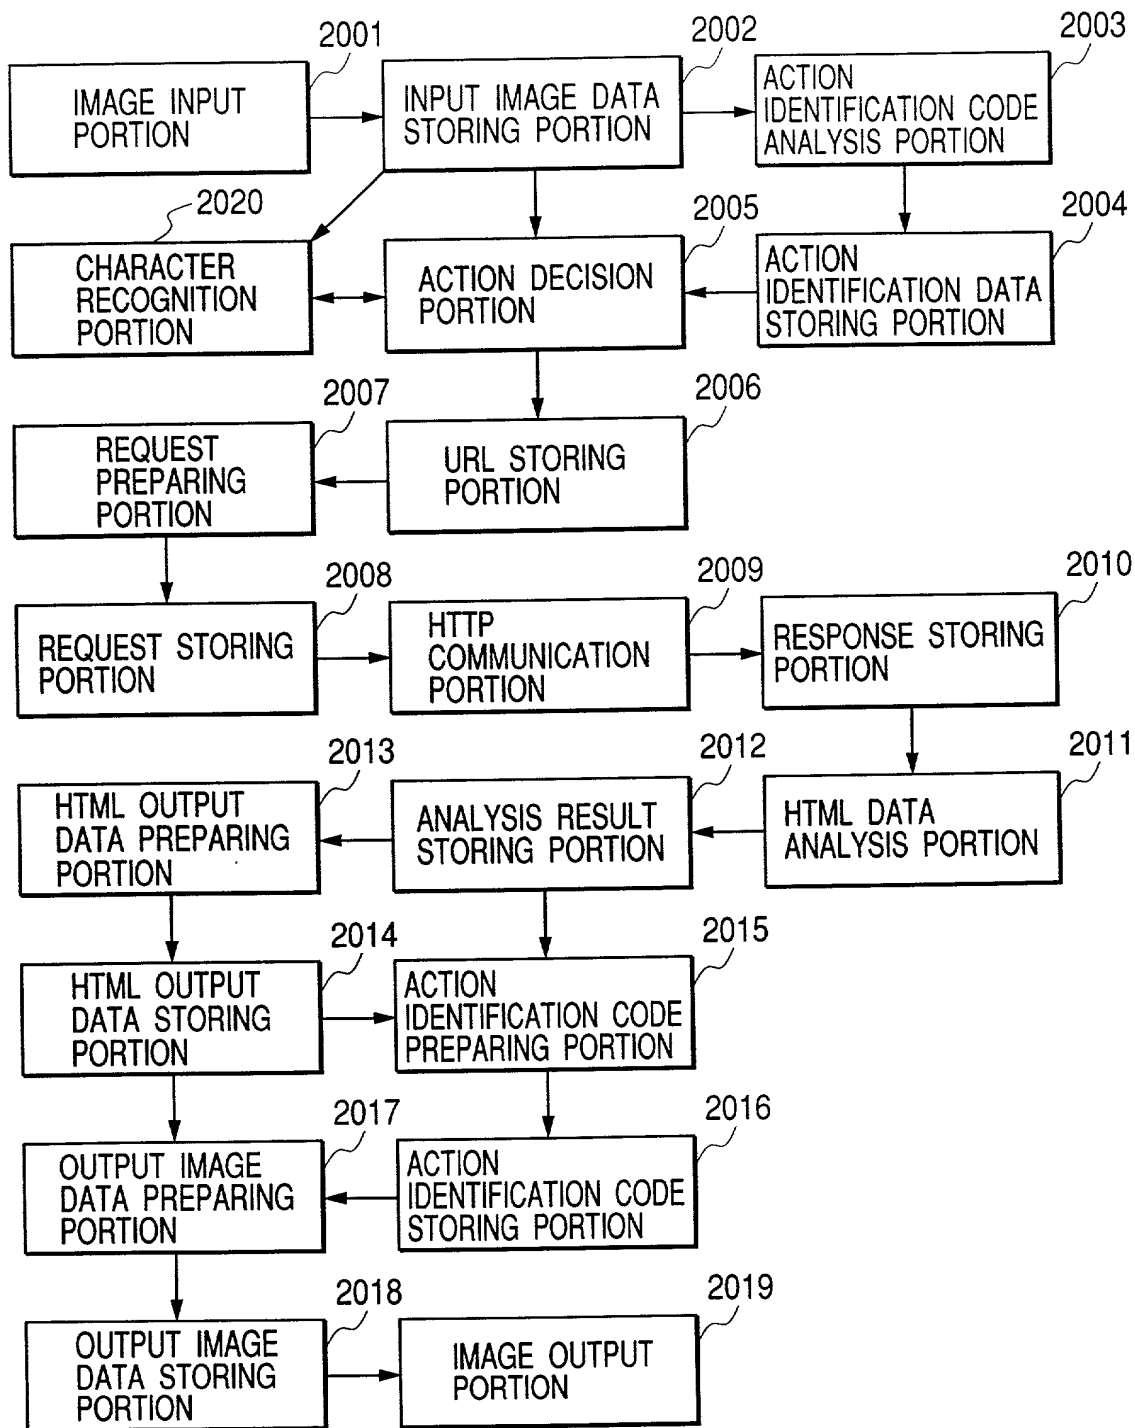 2001
IMAGE INPUT
PORTION
2002
INPUT IMAGE DATA
STORING PORTION
2003
ACTION
IDENTIFICATION CODE
ANALYSIS PORTION
2020
CHARACTER
RECOGNITION
PORTION
2005
ACTION DECISION
PORTION
2004
ACTION
IDENTIFICATION DATA
STORING PORTION
2007
REQUEST
PREPARING
PORTION
2006
URL STORING
PORTION
2008
REQUEST STORING
PORTION
2009
HTTP
COMMUNICATION
PORTION
2010
RESPONSE STORING
PORTION
2013
HTML OUTPUT
DATA PREPARING
PORTION
2012
ANALYSIS RESULT
STORING PORTION
2011
HTML DATA
ANALYSIS PORTION
2014
HTML OUTPUT
DATA STORING
PORTION
2015
ACTION
IDENTIFICATION CODE
PREPARING PORTION
2017
OUTPUT IMAGE
DATA PREPARING
PORTION
2016
ACTION
IDENTIFICATION CODE
STORING PORTION
2018
OUTPUT IMAGE
DATA STORING
PORTION
2019
IMAGE OUTPUT
PORTION